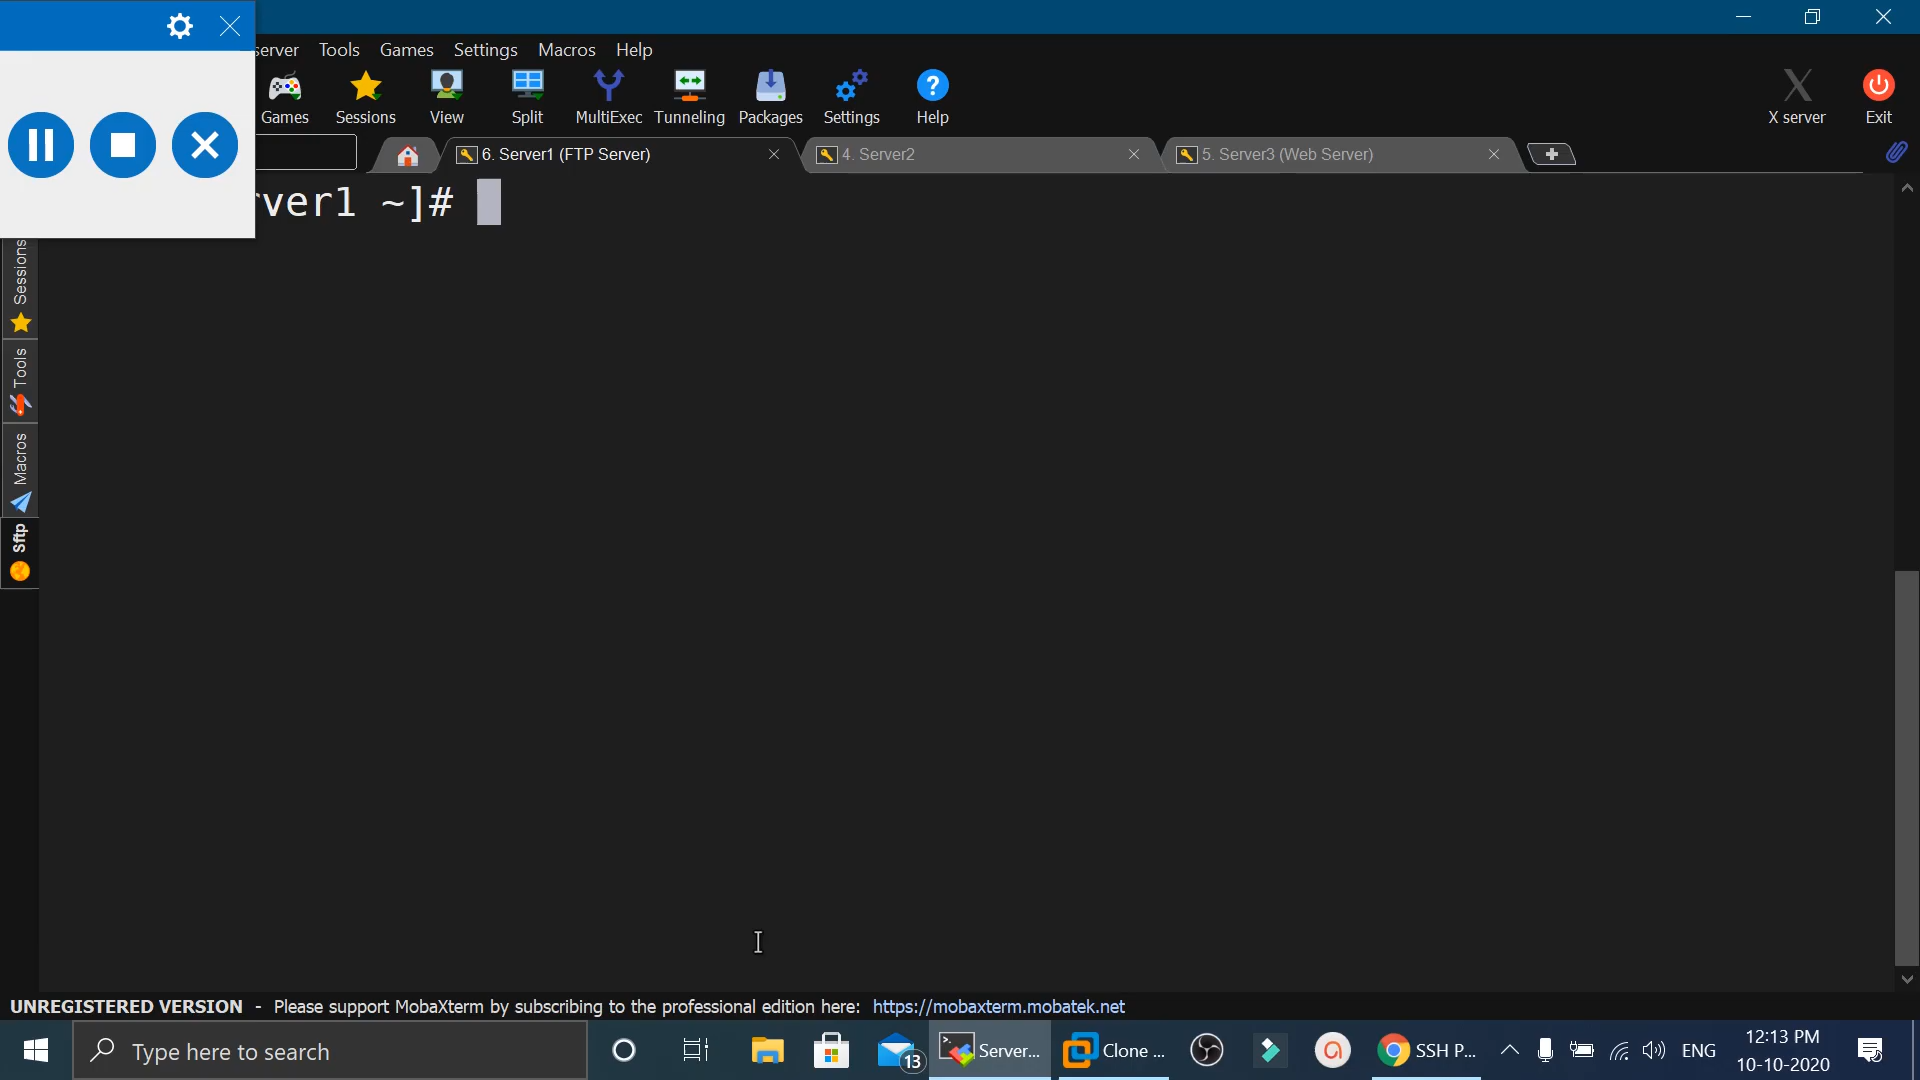 server Tools Games Settings Macros Help
Games Sessions View Split MultiExec Tunneling Packages Settings Help X server Exit
6. Server1 (FTP Server) 4. Server2 5. Server3 (Web Server)
ver1 ~]#
Sessions
Tools
Macros
Sftp
UNREGISTERED VERSION - Please support MobaXterm by subscribing to the professional edition here: https://mobaxterm.mobatek.net
Type here to search 13 Server... Clone ... SSH P... ENG 12:13 PM
10-10-2020